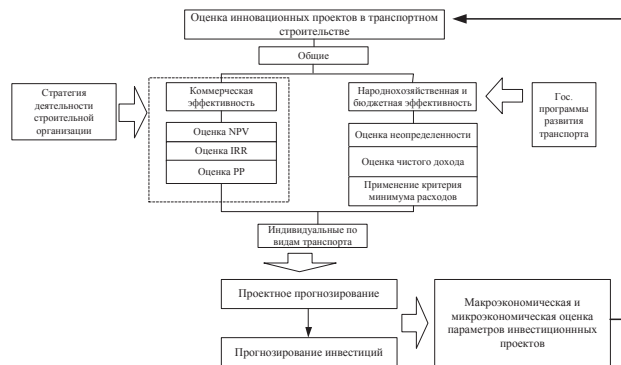 Оценка инновационных проектов в транспортном
строительстве
Общие
Стратегия
деятельности
строительной
организации
Коммерческая
эффективность
Оценка NPV
Оценка IRR
Оценка PP
Народнохозяйственная и
бюджетная эффективность
Оценка неопределенности
Оценка чистого дохода
Применение критерия
минимума расходов
Гос.
программы
развития
транспорта
Индивидуальные по
видам транспорта
Проектное прогнозирование
Прогнозирование инвестиций
Макроэкономическая и
микроэкономическая оценка
параметров инвестиционнных
проектов